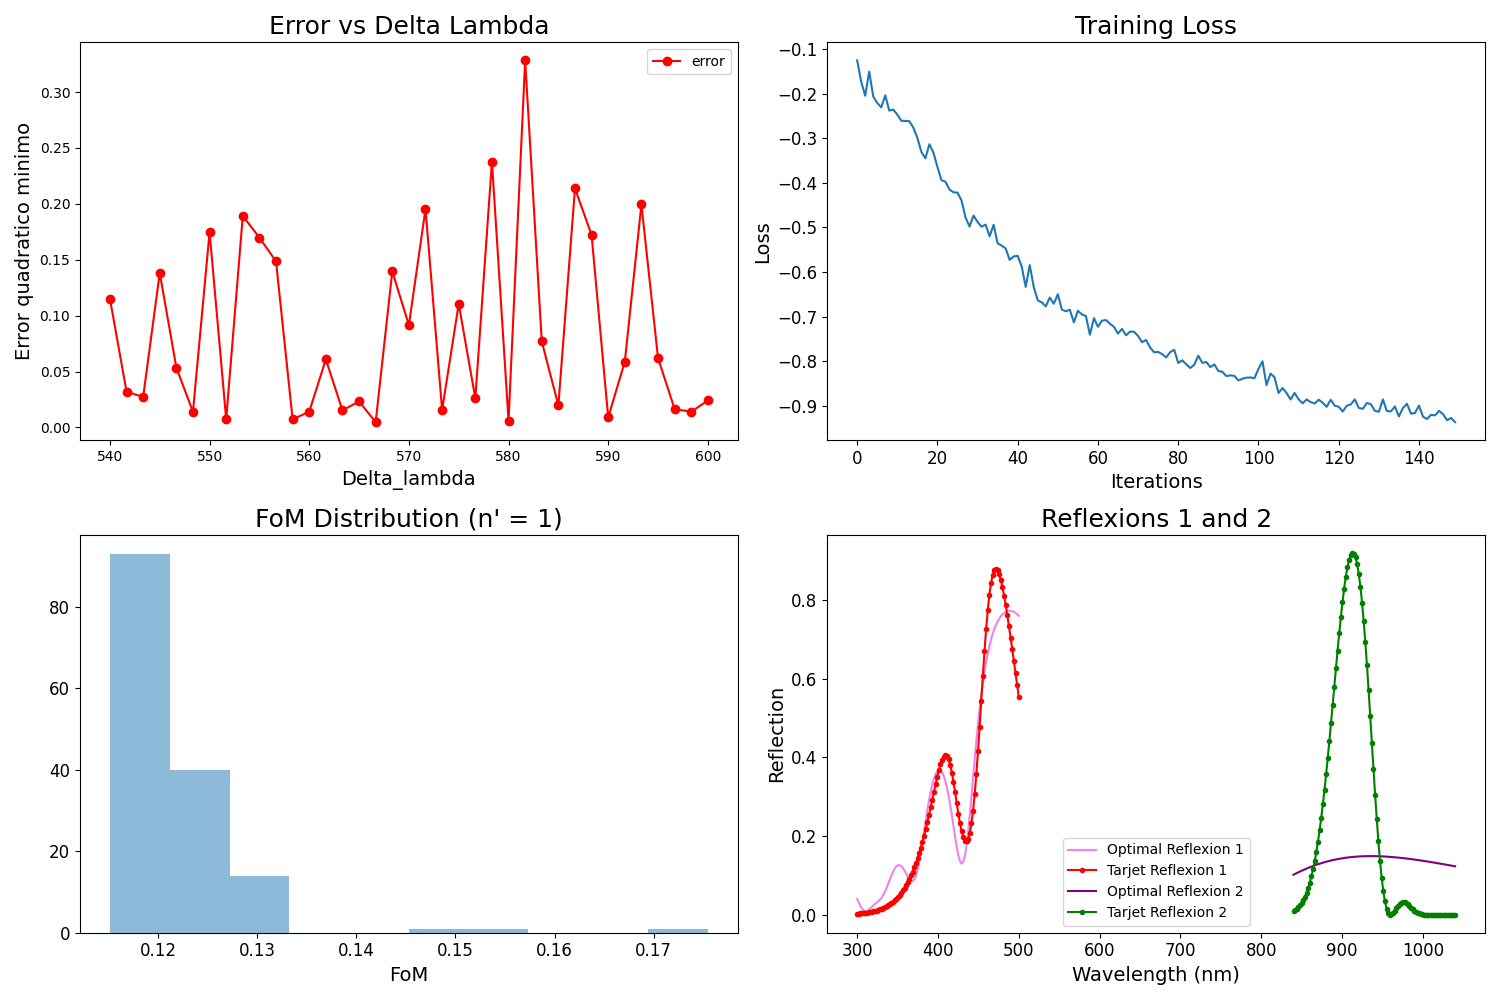 Error vs Delta Lambda
error
Error quadratico minimo
0.30
0.25
0.20
0.15
0.10
0.05
0.00
540 550 560 570 580 590 600
Delta_lambda
Training Loss
Loss
−0.1
−0.2
−0.3
−0.4
−0.5
−0.6
−0.7
−0.8
−0.9
0 20 40 60 80 100 120 140
Iterations
FoM Distribution (n' = 1)
80
60
40
20
0
0.12 0.13 0.14 0.15 0.16 0.17
FoM
Reflexions 1 and 2
Reflection
0.8
0.6
0.4
0.2
0.0
Optimal Reflexion 1
Tarjet Reflexion 1
Optimal Reflexion 2
Tarjet Reflexion 2
300 400 500 600 700 800 900 1000
Wavelength (nm)